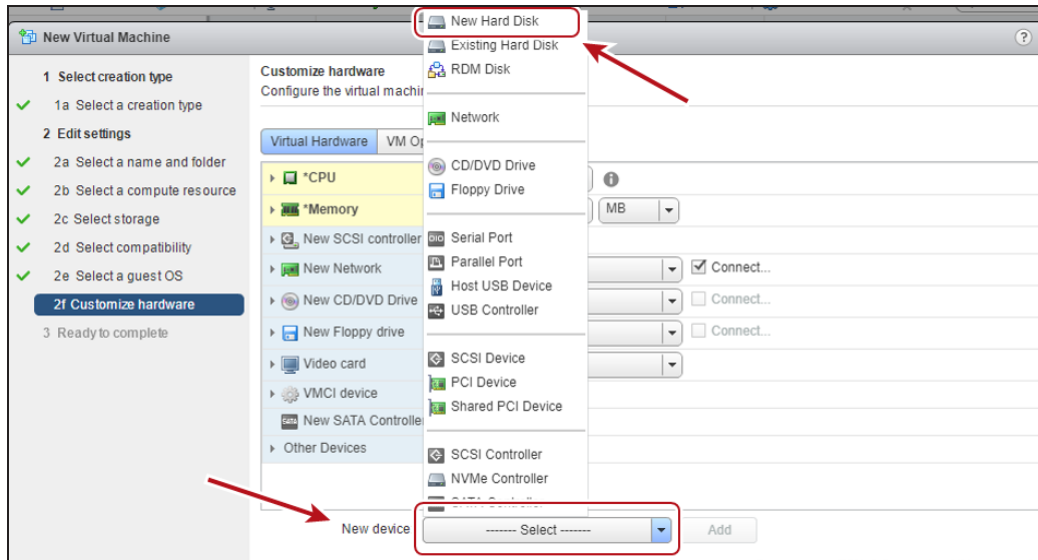 New Virtual Machine
?
1 Select creation type
1a Select a creation type
2 Edit settings
2a Select a name and folder
2b Select a compute resource
2c Select storage
2d Select compatibility
2e Select a guest OS
2f Customize hardware
3 Ready to complete
Customize hardware
Configure the virtual machin
Virtual Hardware
VM Op
*CPU
*Memory
MB
New SCSI controller
New Network
Connect...
New CD/DVD Drive
Connect...
New Floppy drive
Connect...
Video card
VMCI device
New SATA Controlle
Other Devices
New Hard Disk
Existing Hard Disk
RDM Disk
Network
CD/DVD Drive
Floppy Drive
Serial Port
Parallel Port
Host USB Device
USB Controller
SCSI Device
PCI Device
Shared PCI Device
SCSI Controller
NVMe Controller
New device
------- Select -------
Add